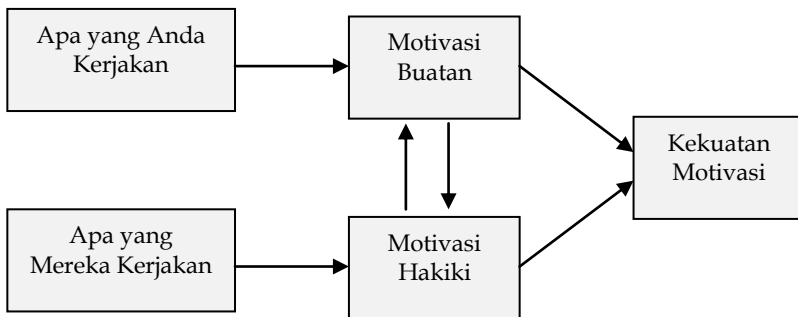 Apa yang Anda
Kerjakan
Motivasi
Buatan
Kekuatan
Motivasi
Apa yang
Mereka Kerjakan
Motivasi
Hakiki